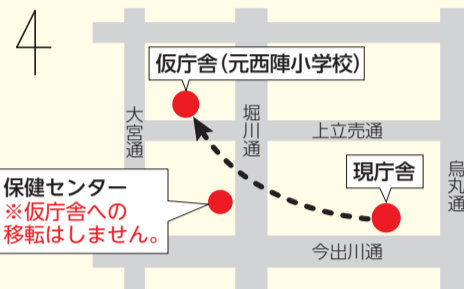 4
仮庁舎（元西陣小学校）
大宮通
堀川通
上立売通
烏丸通
現庁舎
保健センター
※仮庁舎への
移転はしません。
今出川通